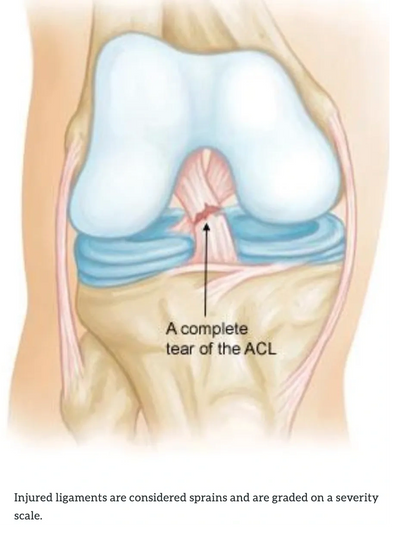 A complete
tear of the ACL
Injured ligaments are considered sprains and are graded on a severity
scale.